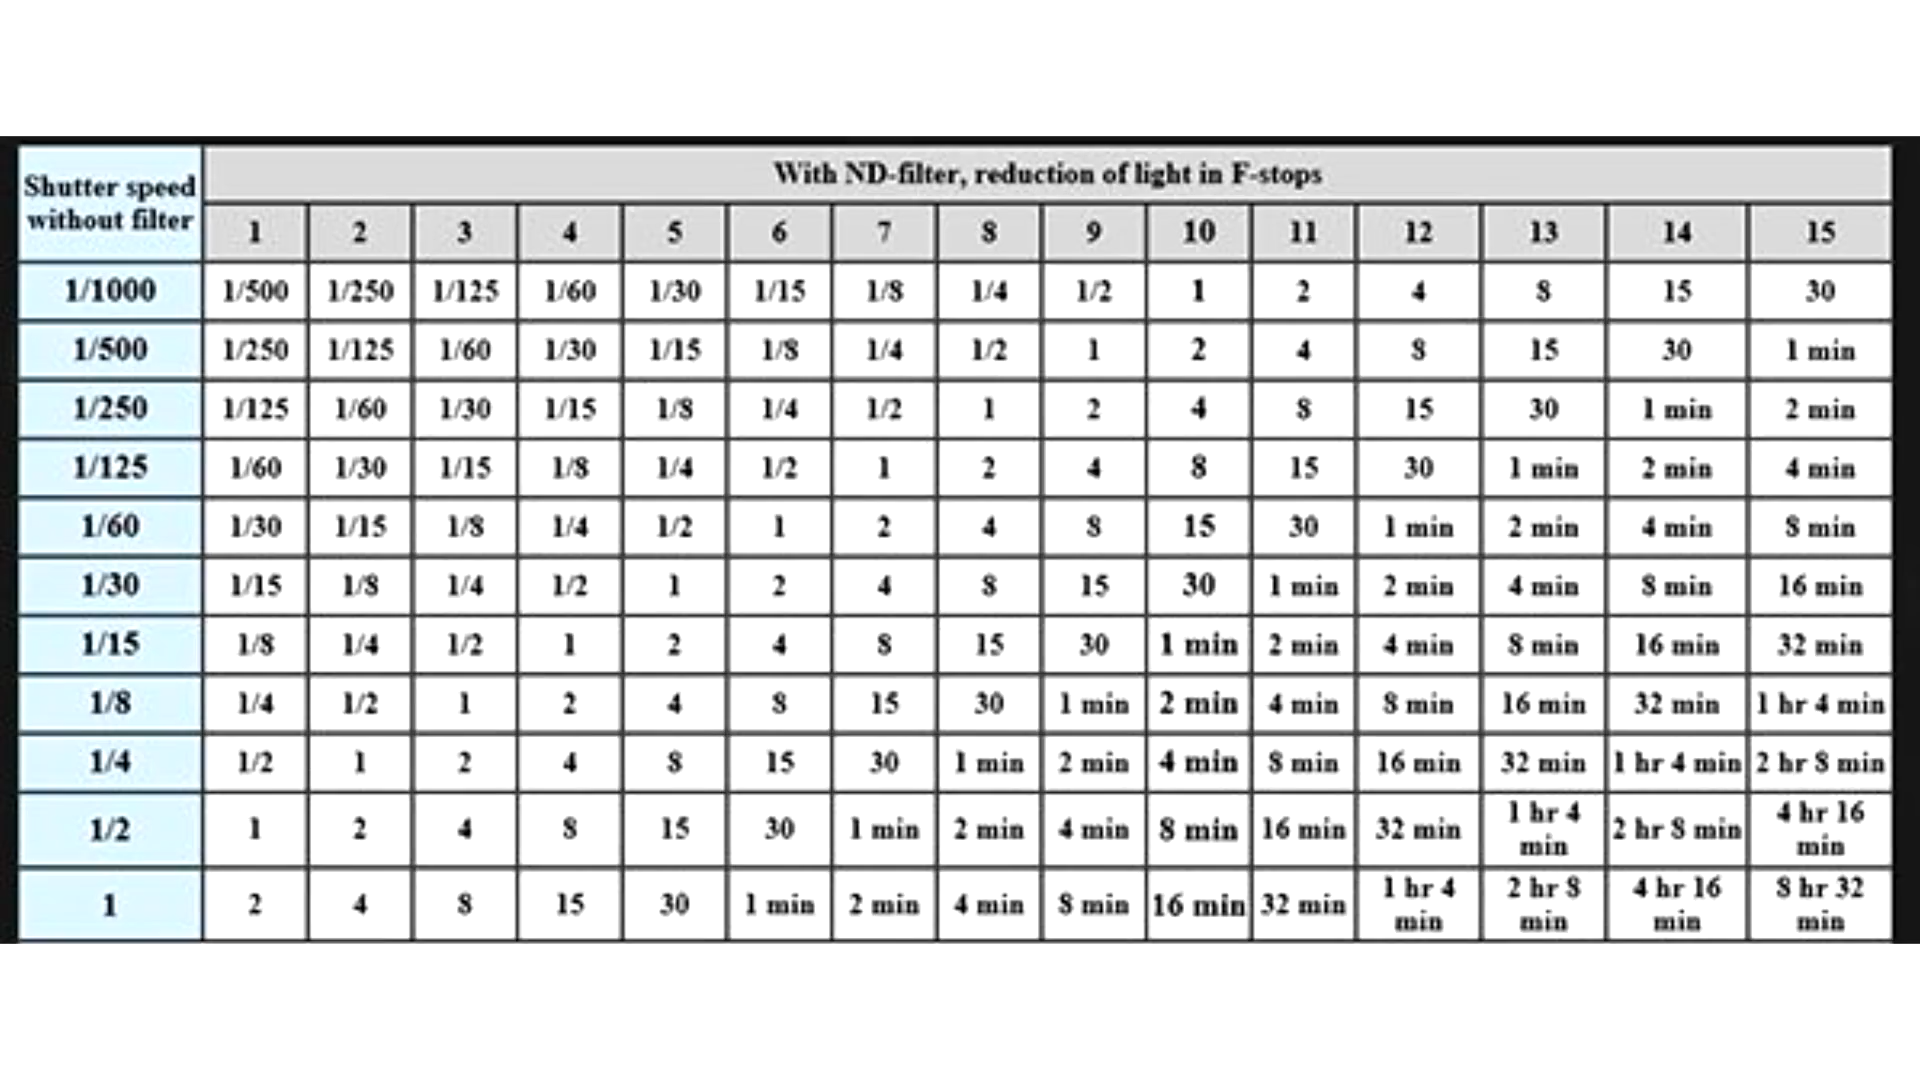 With ND-filter, reduction of light in F-stops
Shutter speed
without filter
1 2 3 4 5 6 7 8 9 10 11 12 13 14 15
1/1000 1/500 1/250 1/125 1/60 1/30 1/15 1/8 1/4 1/2 1 2 4 8 15 30
1/500 1/250 1/125 1/60 1/30 1/15 1/8 1/4 1/2 1 2 4 8 15 30 1 min
1/250 1/125 1/60 1/30 1/15 1/8 1/4 1/2 1 2 4 8 15 30 1 min 2 min
1/125 1/60 1/30 1/15 1/8 1/4 1/2 1 2 4 8 15 30 1 min 2 min 4 min
1/60 1/30 1/15 1/8 1/4 1/2 1 2 4 8 15 30 1 min 2 min 4 min 8 min
1/30 1/15 1/8 1/4 1/2 1 2 4 8 15 30 1 min 2 min 4 min 8 min 16 min
1/15 1/8 1/4 1/2 1 2 4 8 15 30 1 min 2 min 4 min 8 min 16 min 32 min
1/8 1/4 1/2 1 2 4 8 15 30 1 min 2 min 4 min 8 min 16 min 32 min 1 hr 4 min
1/4 1/2 1 2 4 8 15 30 1 min 2 min 4 min 8 min 16 min 32 min 1 hr 4 min 2 hr 8 min
1/2 1 2 4 8 15 30 1 min 2 min 4 min 8 min 16 min 32 min 1 hr 4 min 2 hr 8 min 4 hr 16 min
1 2 4 8 15 30 1 min 2 min 4 min 8 min 16 min 32 min 1 hr 4 min 2 hr 8 min 4 hr 16 min 8 hr 32 min